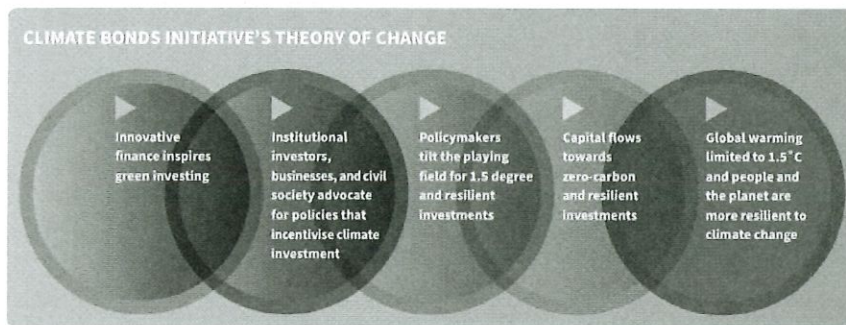 CLIMATE BONDS INITIATIVE'S THEORY OF CHANGE
Innovative
finance inspires
green investing
Institutional
investors,
businesses, and civil
society advocate
for policies that
incentivise climate
investment
Policymakers
tilt the playing
field for 1.5 degree
and resilient
investments
Capital flows
towards
zero-carbon
and resilient
investments
Global warming
limited to 1.5˚C
and people and
the planet are
more resilient to
climate change